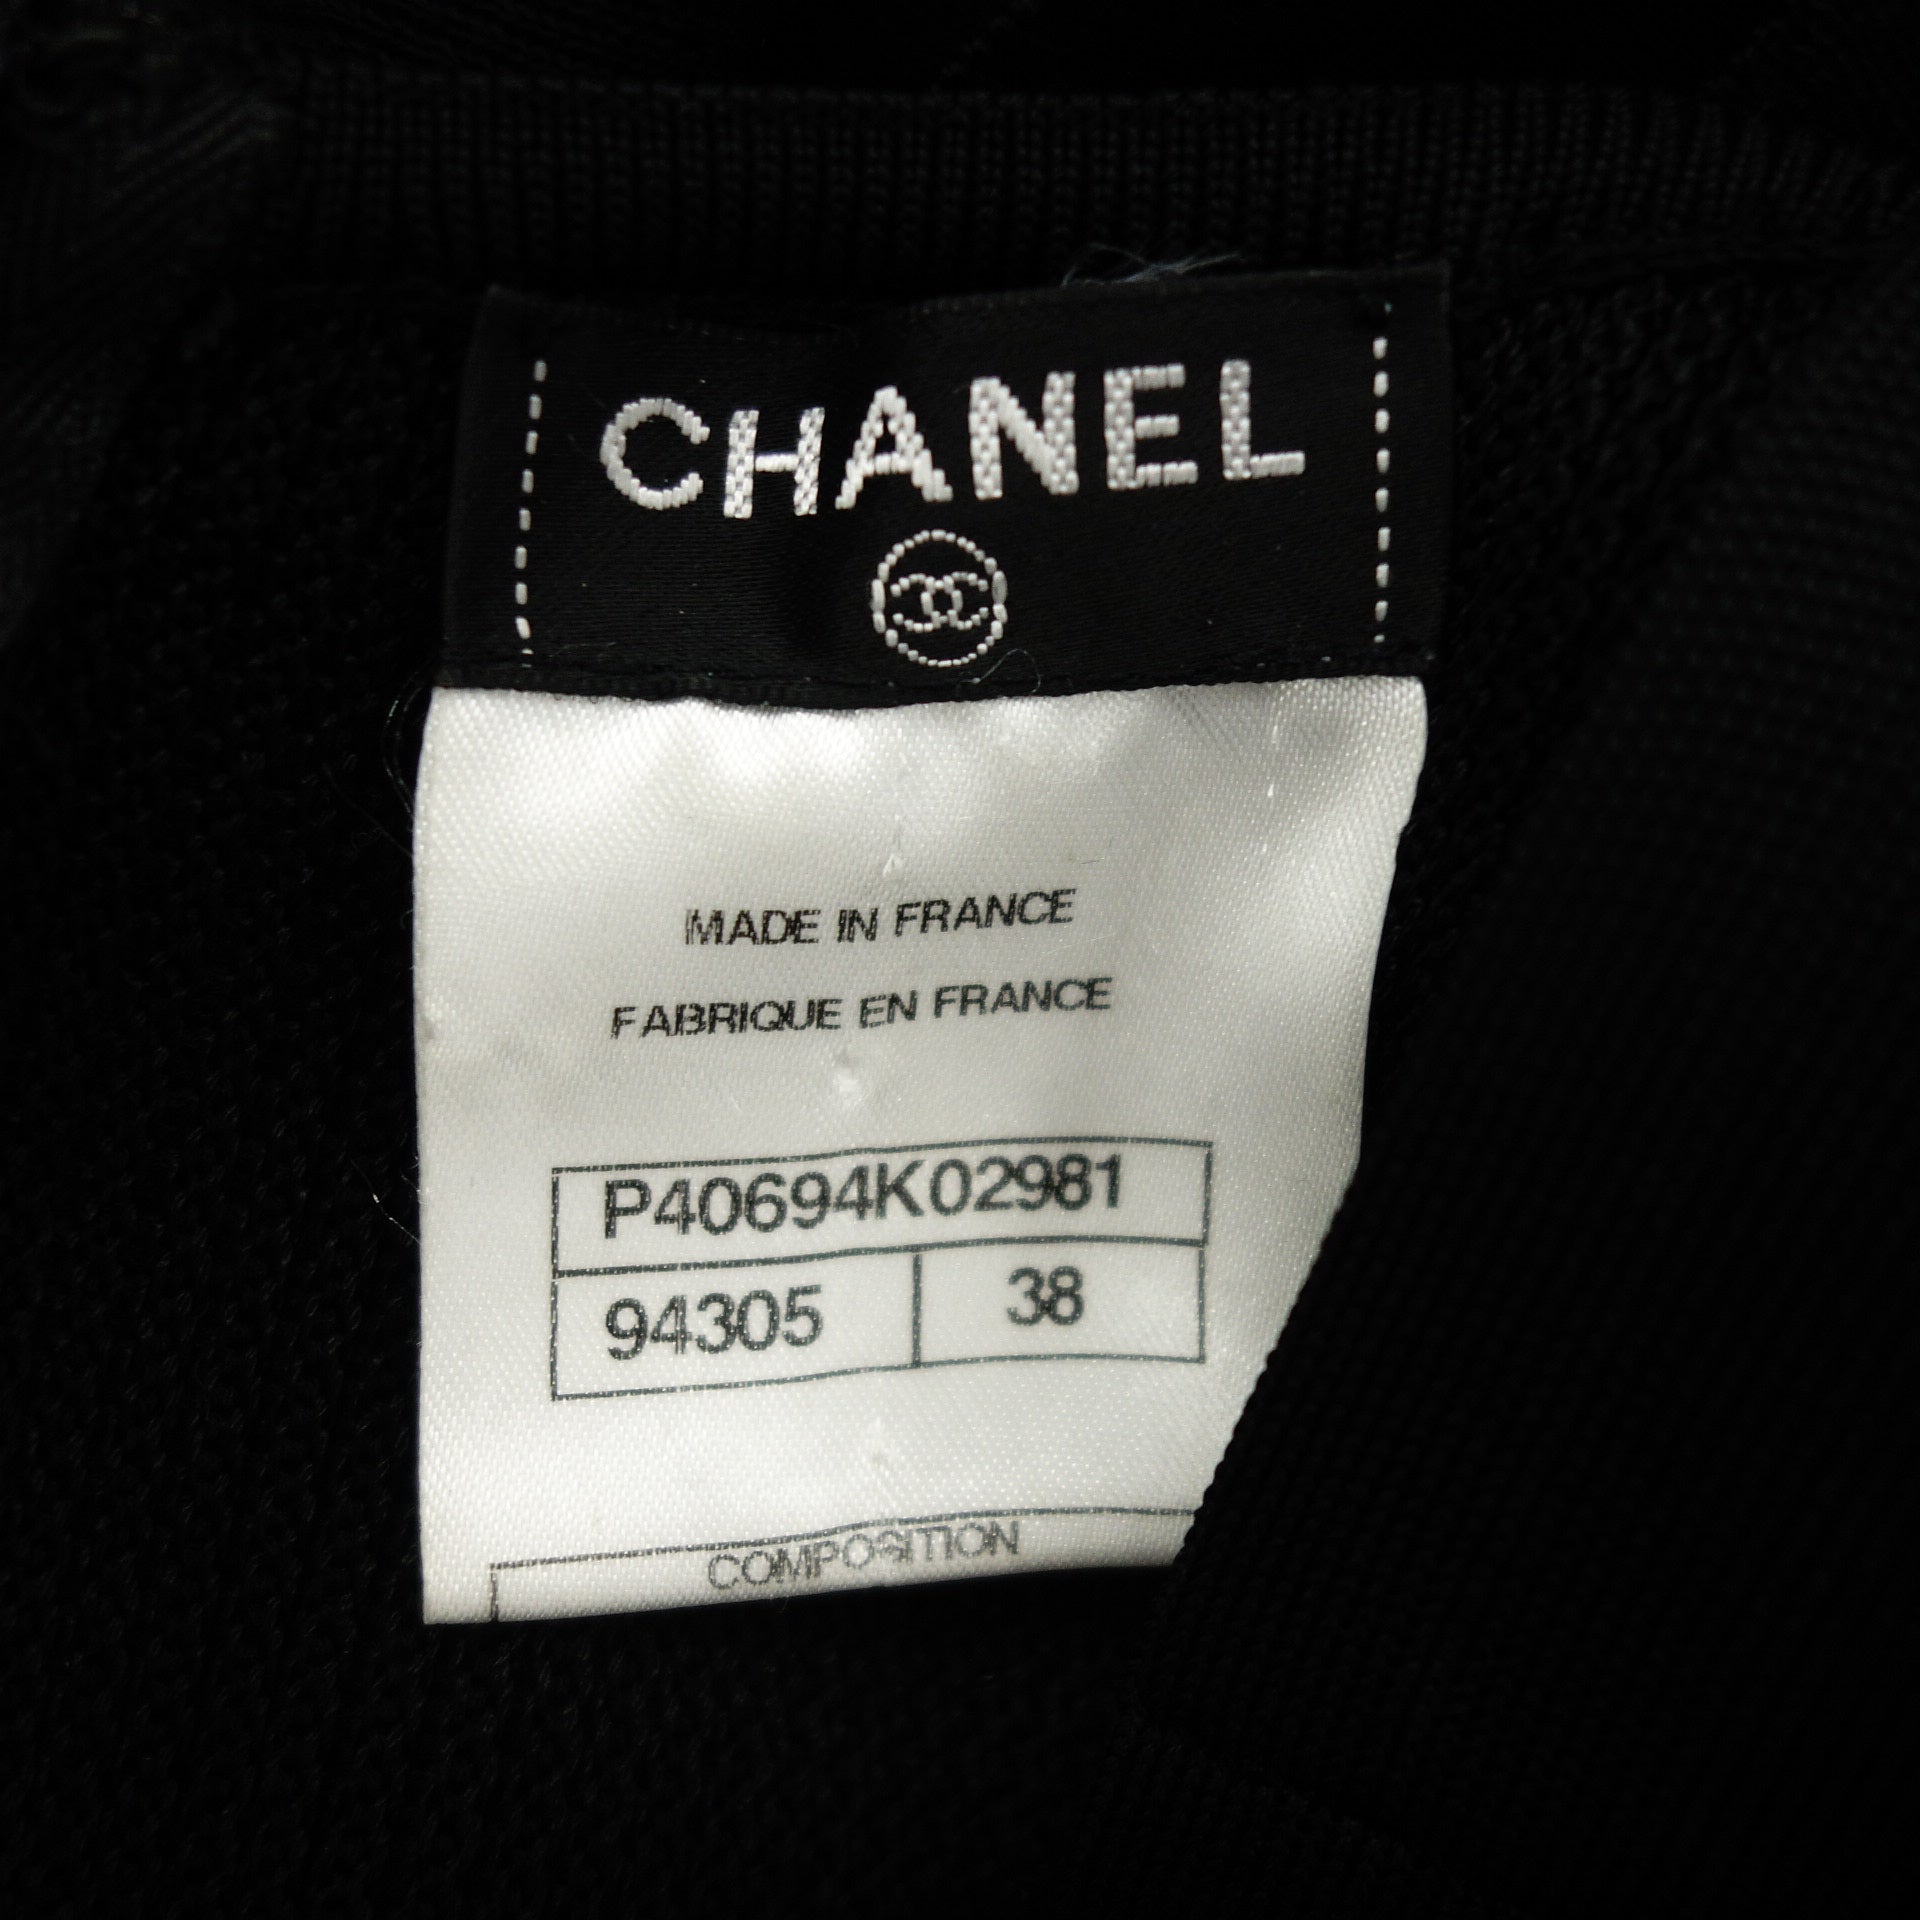 CHANEL
MADE IN FRANCE
FABRIQUE EN FRANCE
P40694K02981
94305 38
COMPOSITION